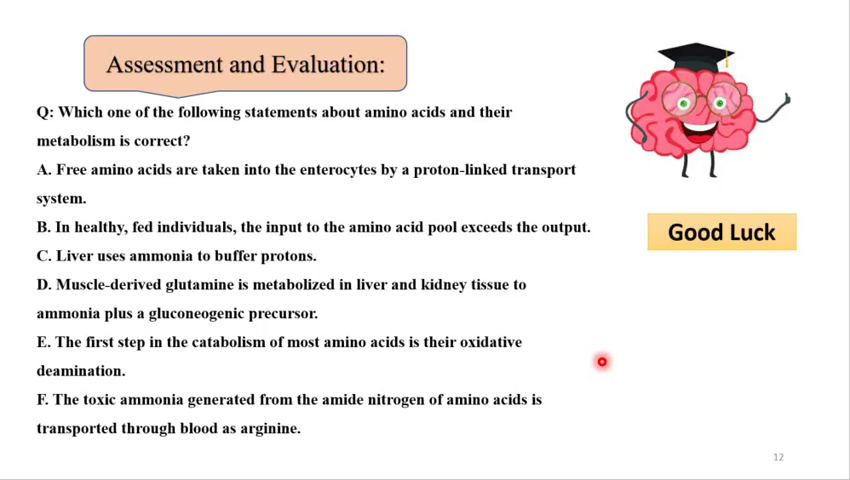 Assessment and Evaluation:
Q: Which one of the following statements about amino acids and their
metabolism is correct?
A. Free amino acids are taken into the enterocytes by a proton-linked transport
system.
B. In healthy, fed individuals, the input to the amino acid pool exceeds the output.
C. Liver uses ammonia to buffer protons.
D. Muscle-derived glutamine is metabolized in liver and kidney tissue to
ammonia plus a gluconeogenic precursor.
E. The first step in the catabolism of most amino acids is their oxidative
deamination.
F. The toxic ammonia generated from the amide nitrogen of amino acids is
transported through blood as arginine.
Good Luck
12